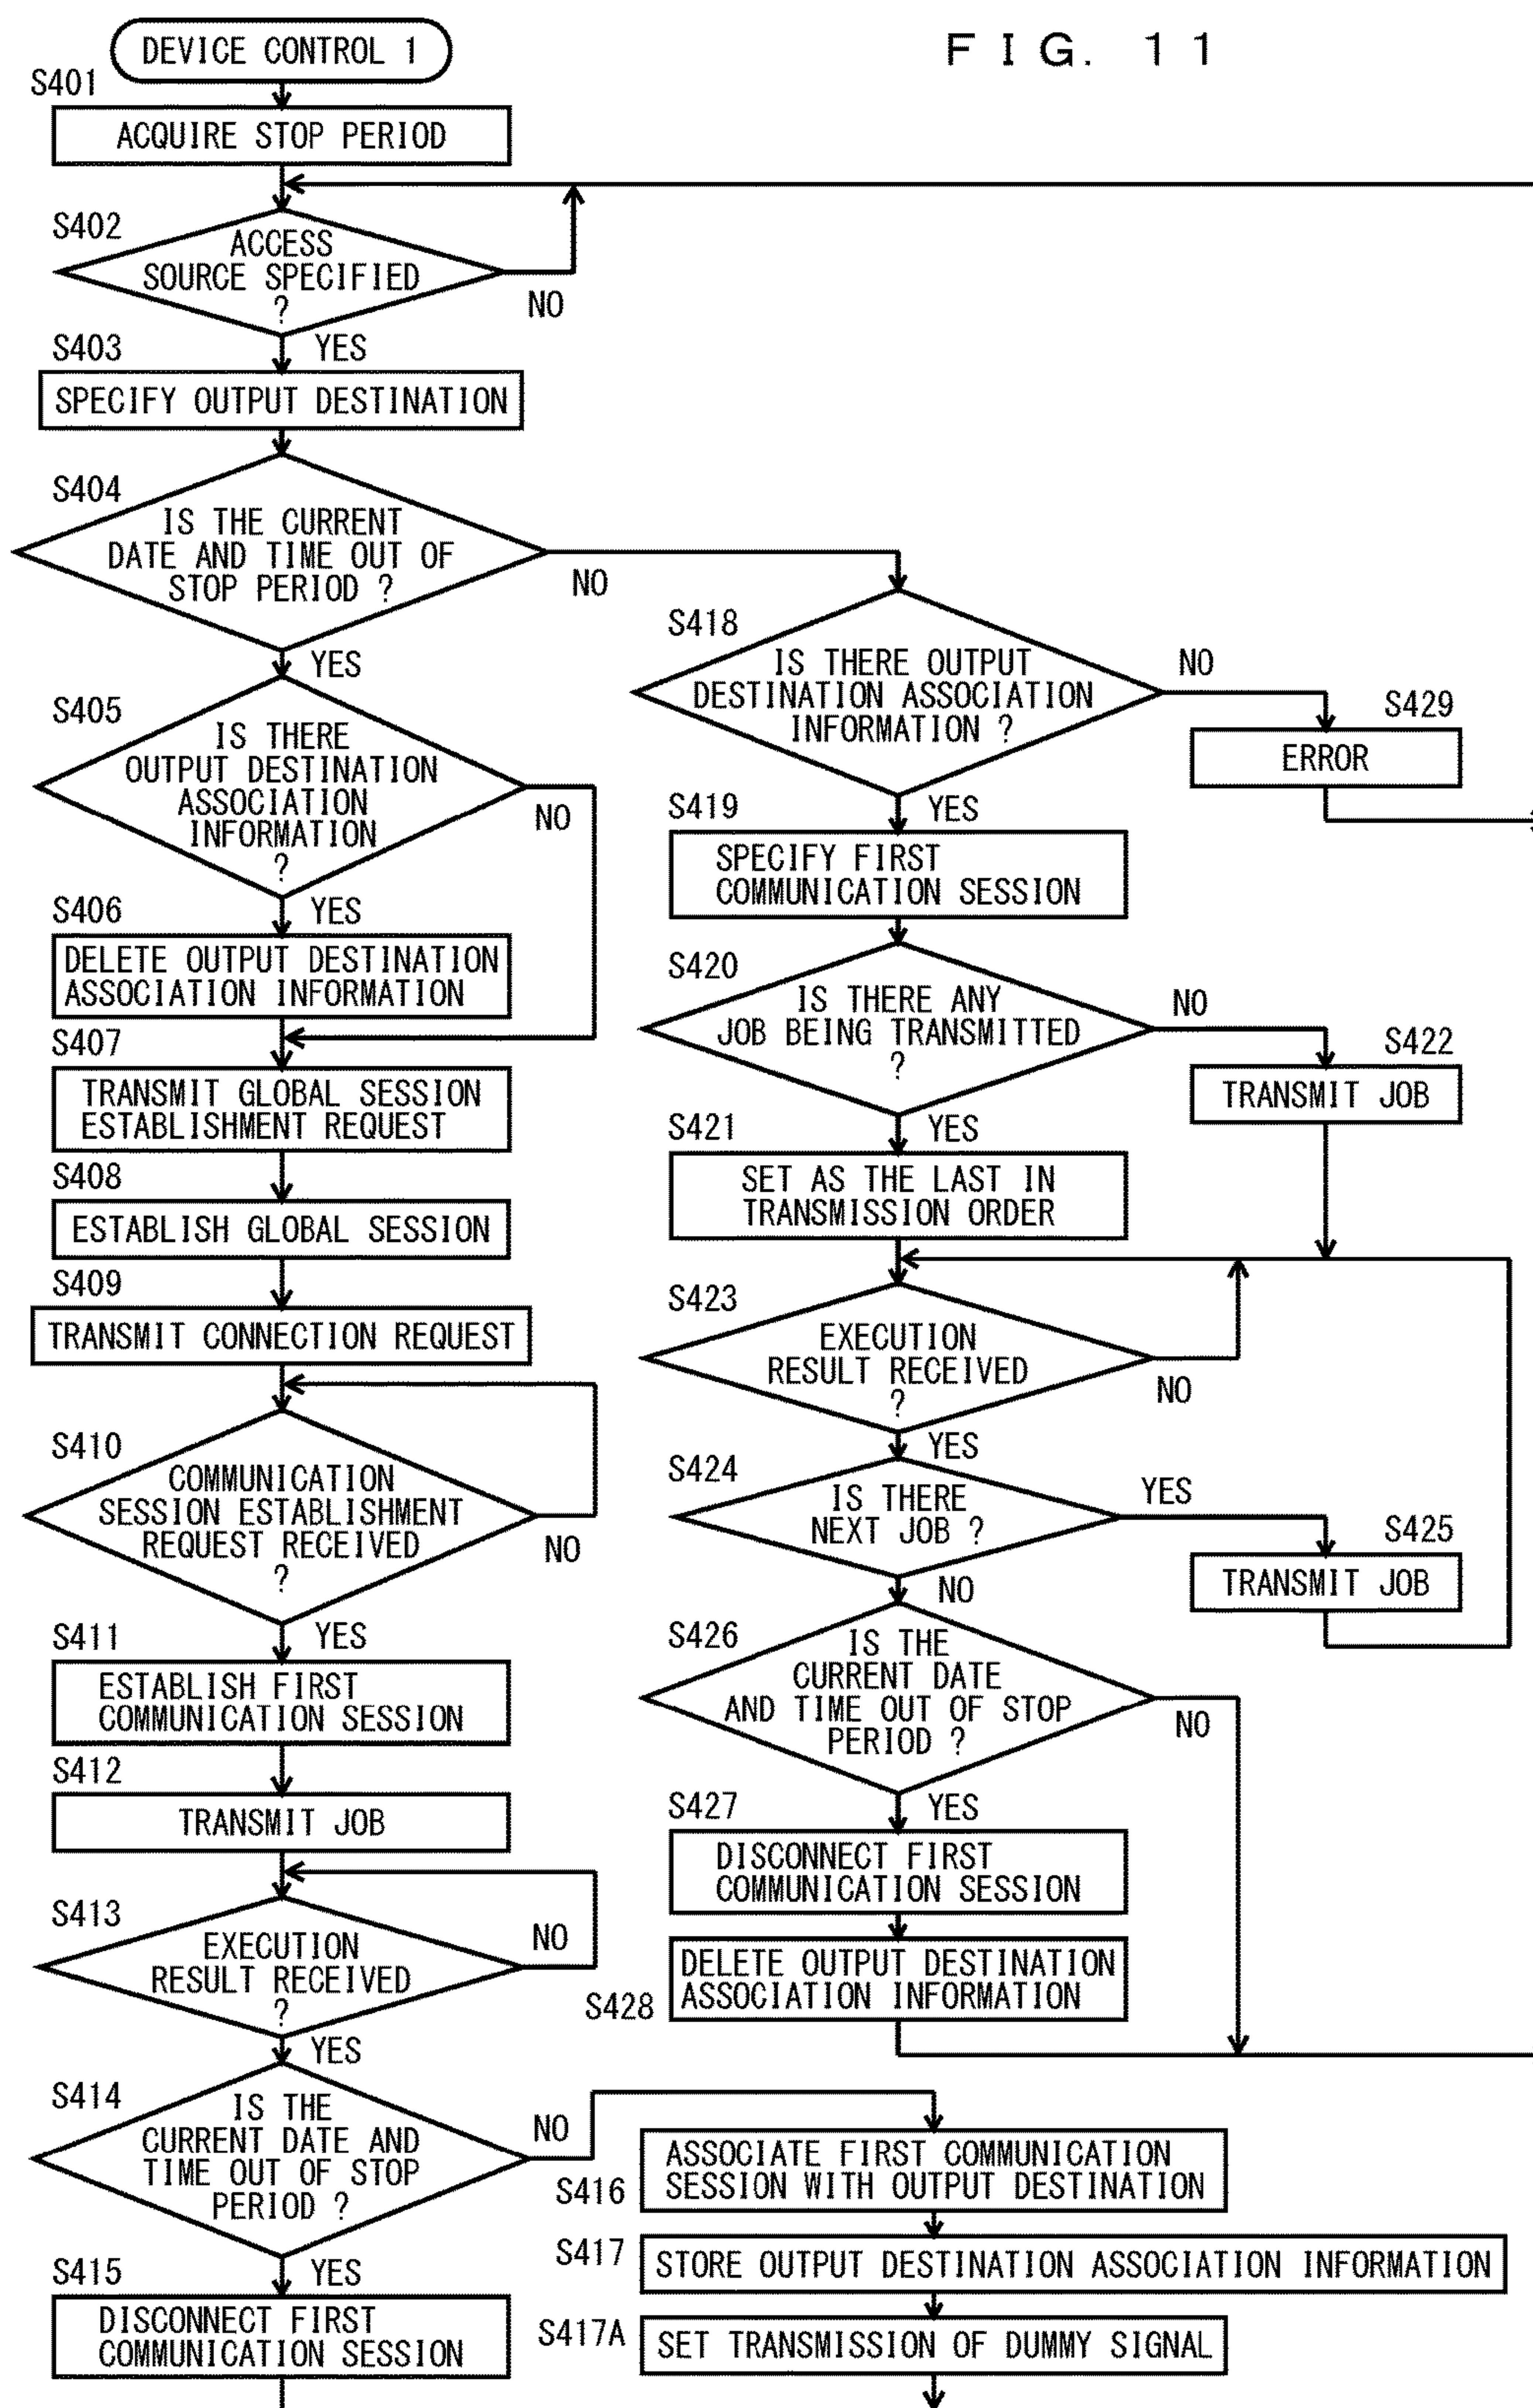 FIG. 11
DEVICE CONTROL 1
S401
ACQUIRE STOP PERIOD
S402
ACCESS
SOURCE SPECIFIED
?
NO
YES
S403
SPECIFY OUTPUT DESTINATION
S404
IS THE CURRENT
DATE AND TIME OUT OF
STOP PERIOD ?
NO
YES
S405
IS THERE
OUTPUT DESTINATION
ASSOCIATION
INFORMATION
?
NO
YES
S406
DELETE OUTPUT DESTINATION
ASSOCIATION INFORMATION
S407
TRANSMIT GLOBAL SESSION
ESTABLISHMENT REQUEST
S408
ESTABLISH GLOBAL SESSION
S409
TRANSMIT CONNECTION REQUEST
S410
COMMUNICATION
SESSION ESTABLISHMENT
REQUEST RECEIVED
?
NO
YES
S411
ESTABLISH FIRST
COMMUNICATION SESSION
S412
TRANSMIT JOB
S413
EXECUTION
RESULT RECEIVED
?
NO
YES
S414
IS THE
CURRENT DATE AND
TIME OUT OF STOP
PERIOD ?
NO
YES
S415
DISCONNECT FIRST
COMMUNICATION SESSION
S418
IS THERE OUTPUT
DESTINATION ASSOCIATION
INFORMATION ?
NO
S429
ERROR
YES
S419
SPECIFY FIRST
COMMUNICATION SESSION
S420
IS THERE ANY
JOB BEING TRANSMITTED
?
NO
S422
TRANSMIT JOB
YES
S421
SET AS THE LAST IN
TRANSMISSION ORDER
S423
EXECUTION
RESULT RECEIVED
?
NO
YES
S424
IS THERE
NEXT JOB ?
YES
S425
TRANSMIT JOB
NO
S426
IS THE
CURRENT DATE
AND TIME OUT OF STOP
PERIOD ?
NO
YES
S427
DISCONNECT FIRST
COMMUNICATION SESSION
DELETE OUTPUT DESTINATION
ASSOCIATION INFORMATION
S428
ASSOCIATE FIRST COMMUNICATION
SESSION WITH OUTPUT DESTINATION
S416
S417
STORE OUTPUT DESTINATION ASSOCIATION INFORMATION
S417A
SET TRANSMISSION OF DUMMY SIGNAL